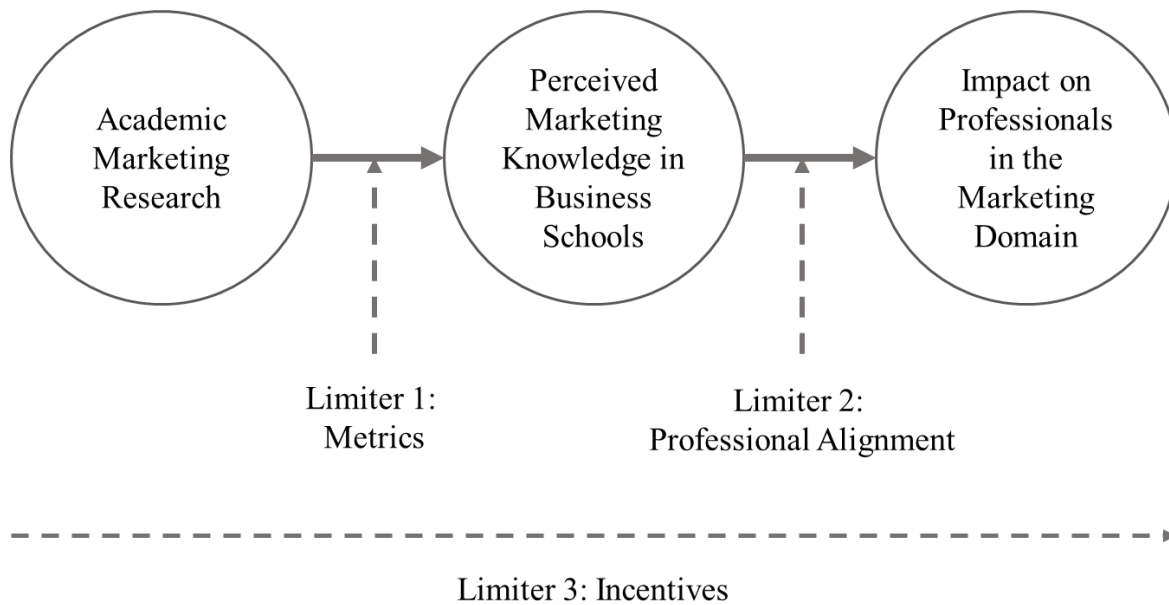 Academic
Marketing
Research
Perceived
Marketing
Knowledge in
Business
Schools
Impact on
Professionals
in the
Marketing
Domain
Limiter 1:
Metrics
Limiter 2:
Professional Alignment
Limiter 3: Incentives